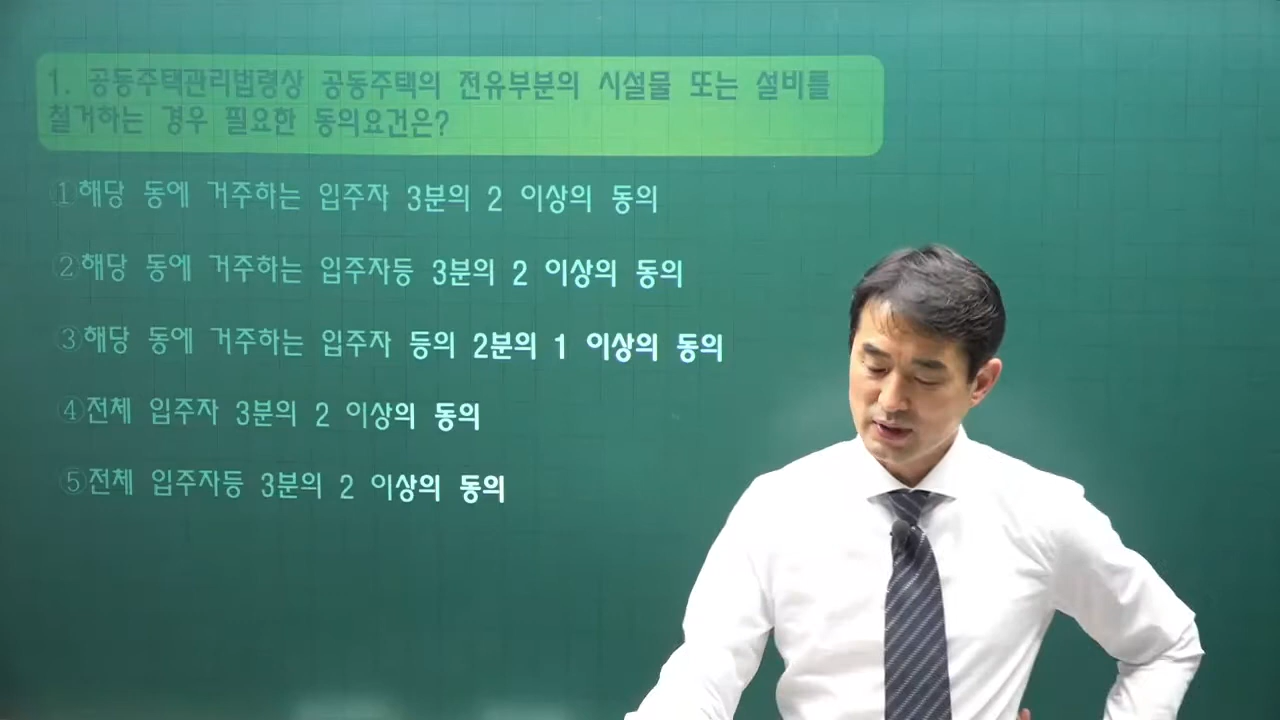 1. 공동주택관리법령상 공동주택의 전유부분의 시설물 또는 설비를
철거하는 경우 필요한 동의요건은?
①해당 동에 거주하는 입주자 3분의 2 이상의 동의
②해당 동에 거주하는 입주자등 3분의 2 이상의 동의
③해당 동에 거주하는 입주자 등의 2분의 1 이상의 동의
④전체 입주자 3분의 2 이상의 동의
⑤전체 입주자등 3분의 2 이상의 동의